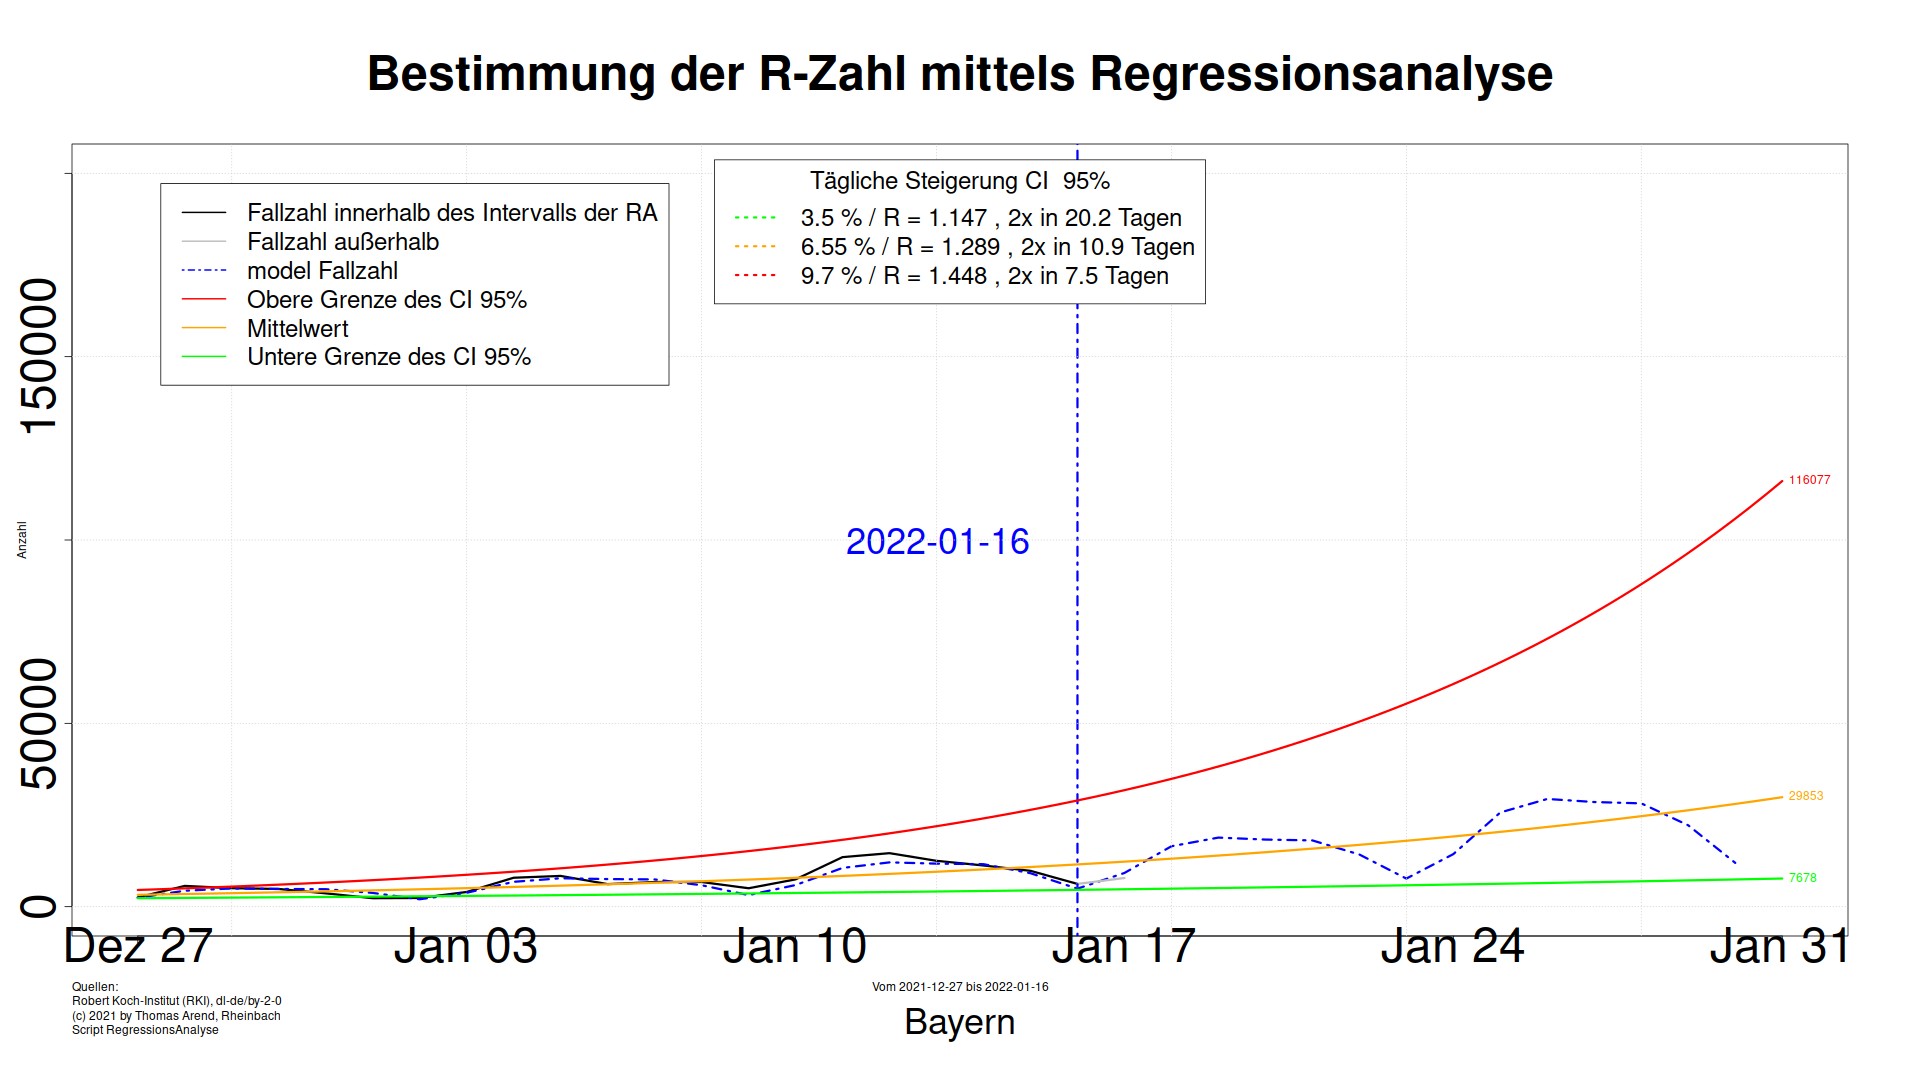 Bestimmung der R-Zahl mittels Regressionsanalyse
Fallzahl innerhalb des Intervalls der RA
Fallzahl außerhalb
model Fallzahl
Obere Grenze des CI 95%
Mittelwert
Untere Grenze des CI 95%
Tägliche Steigerung CI  95%
3.5 % / R = 1.147 , 2x in 20.2 Tagen
6.55 % / R = 1.289 , 2x in 10.9 Tagen
9.7 % / R = 1.448 , 2x in 7.5 Tagen
150000
50000
0
Anzahl
2022-01-16
116077
29853
7678
Dez 27
Jan 03
Jan 10
Jan 17
Jan 24
Jan 31
Quellen:
Robert Koch-Institut (RKI), dl-de/by-2-0
(c) 2021 by Thomas Arend, Rheinbach
Script RegressionsAnalyse
Vom 2021-12-27 bis 2022-01-16
Bayern